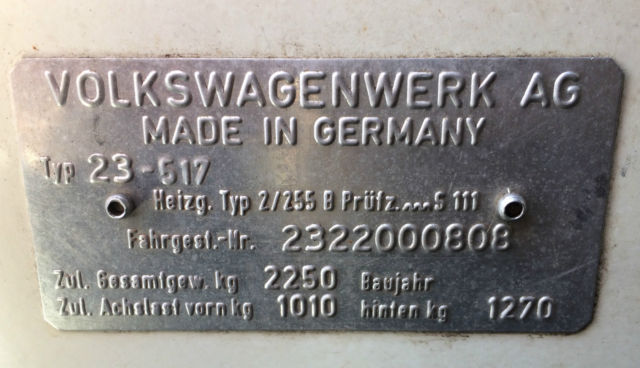 VOLKSWAGENWERK AG
MADE IN GERMANY
Typ 23-517
Heizg. Typ 2/255 B Prüfz....S 111
Fahrgest.-Nr. 2322000808
Zul. Gesamtgew. kg 2250 Baujahr
Zul. Achslast vorn kg 1010 hinten kg 1270